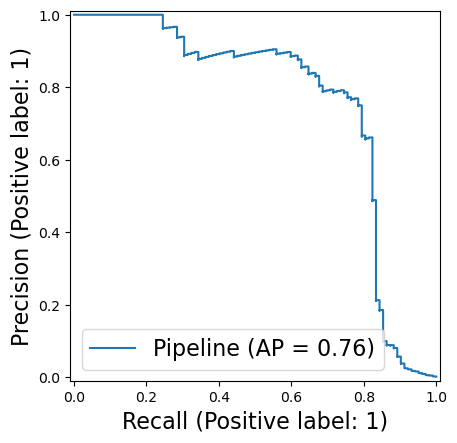 1.0
0.8
0.6
0.4
0.2
0.0
Precision (Positive label: 1)
Pipeline (AP = 0.76)
0.0 0.2 0.4 0.6 0.8 1.0
Recall (Positive label: 1)